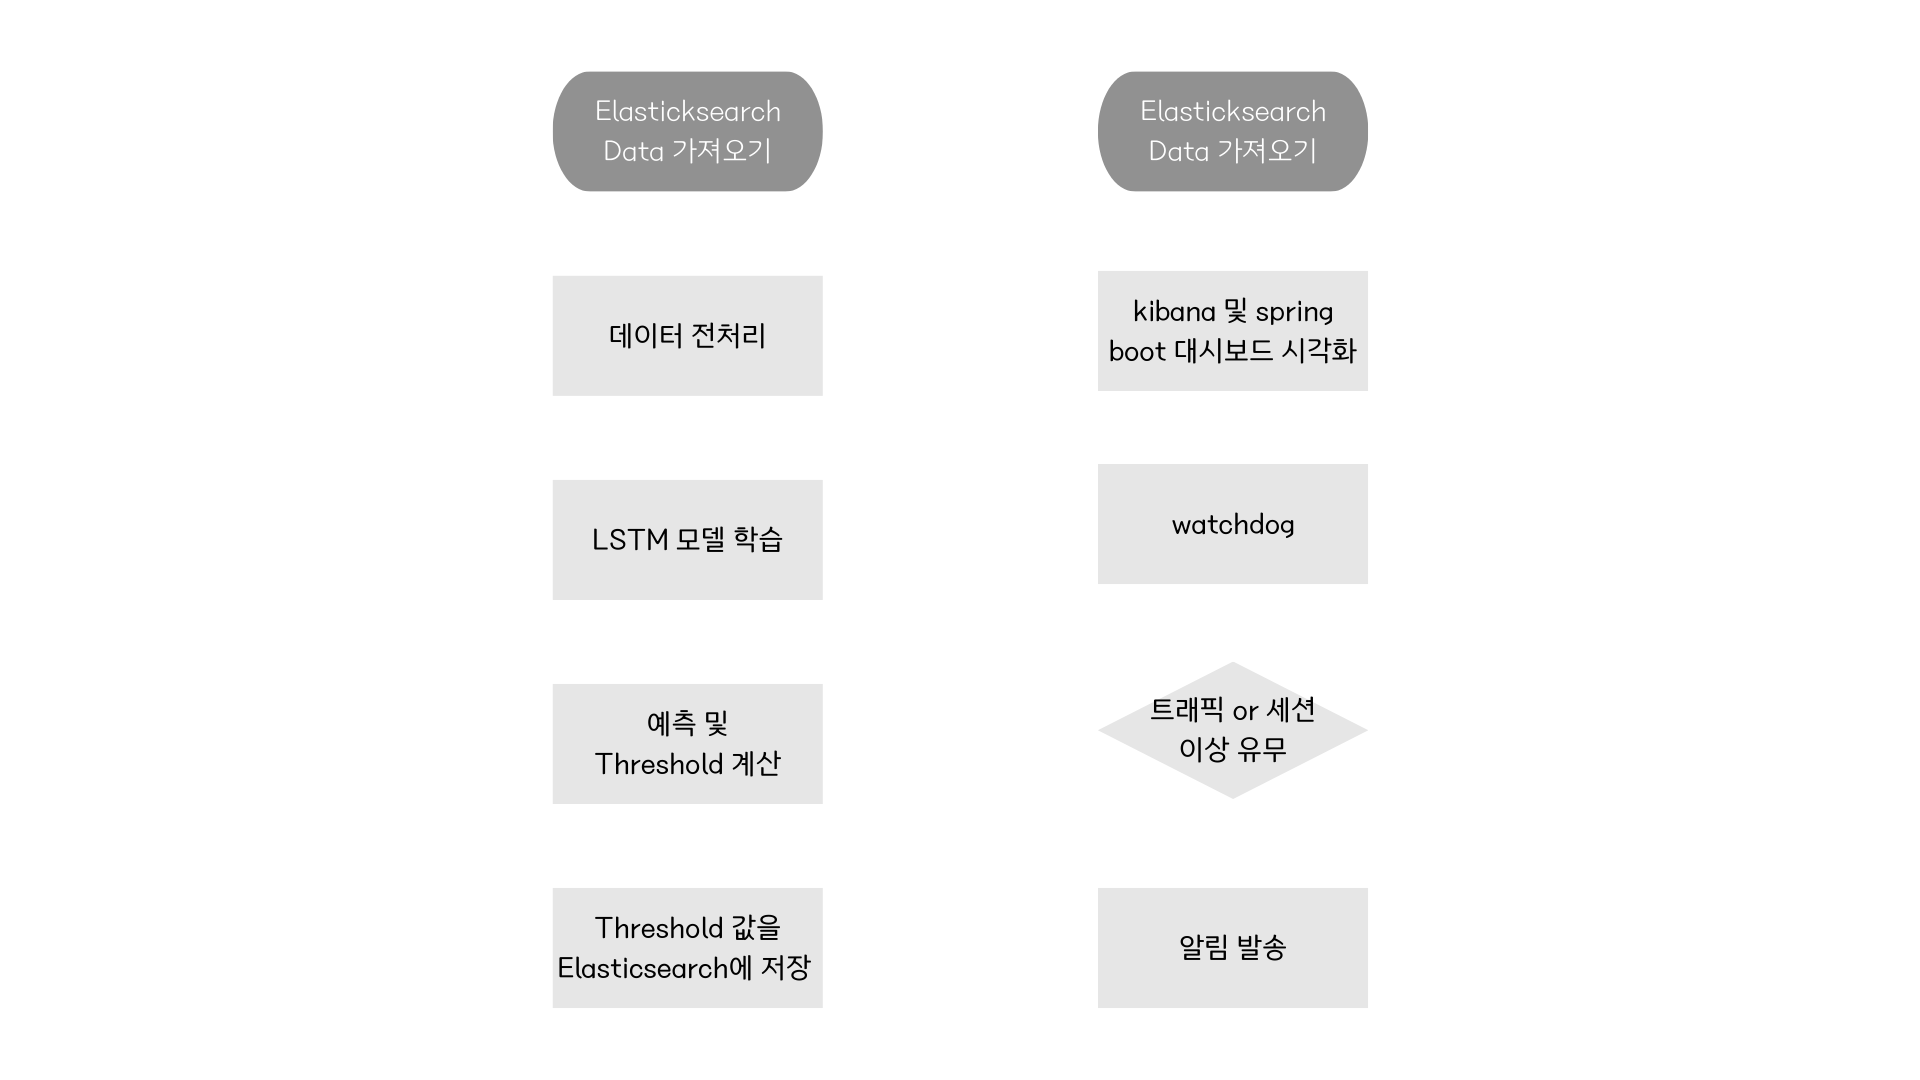 Elasticksearch
Data 가져오기
데이터 전처리
LSTM 모델 학습
예측 및
Threshold 계산
Threshold 값을
Elasticsearch에 저장
Elasticksearch
Data 가져오기
kibana 및 spring
boot 대시보드 시각화
watchdog
트래픽 or 세션
이상 유무
알림 발송